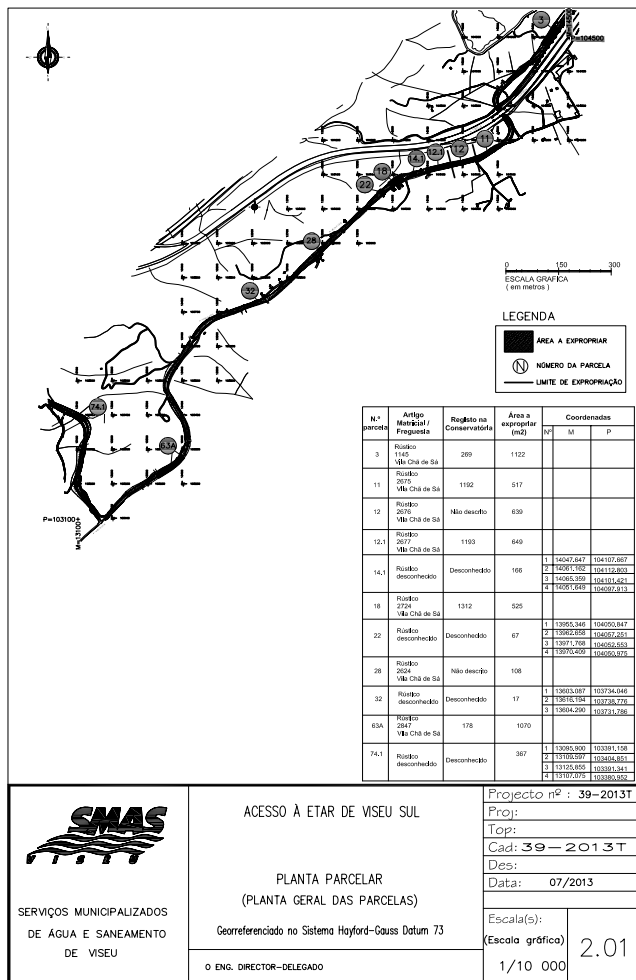 3
M=14500
P=104500
11
12
12.1
14.1
18
22
28
32
74.1
63A
P=103100
M=13100
0 150 300
ESCALA GRAFICA
( em metros )
LEGENDA
ÁREA A EXPROPRIAR
N NÚMERO DA PARCELA
LIMITE DE EXPROPRIAÇÃO
N.º parcela Artigo Matricial / Freguesia Registo na Conservatória Área a expropriar (m2) Coordenadas
Nº M P
3 Rústico 1145 Vila Chã de Sá 269 1122
11 Rústico 2675 Vila Chã de Sá 1192 517
12 Rústico 2676 Vila Chã de Sá Não descrito 639
12.1 Rústico 2677 Vila Chã de Sá 1193 649
14.1 Rústico desconhecido Desconhecido 166
1 14047.647 104107.667
2 14061.162 104112.803
3 14065.359 104101.421
4 14051.649 104097.913
18 Rústico 2724 Vila Chã de Sá 1312 525
22 Rústico desconhecido Desconhecido 67
1 13955.346 104050.847
2 13962.658 104057.251
3 13971.768 104052.553
4 13970.409 104050.975
28 Rústico 2624 Vila Chã de Sá Não descrito 108
32 Rústico desconhecido Desconhecido 17
1 13603.087 103734.046
2 13616.194 103738.776
3 13604.290 103731.786
63A Rústico 2847 Vila Chã de Sá 178 1070
74.1 Rústico desconhecido Desconhecido 367
1 13095.900 103391.158
2 13109.597 103404.851
3 13125.855 103391.341
4 13107.075 103380.952
SMAS
VISEU
SERVIÇOS MUNICIPALIZADOS
DE ÁGUA E SANEAMENTO
DE VISEU
ACESSO À ETAR DE VISEU SUL
PLANTA PARCELAR
(PLANTA GERAL DAS PARCELAS)
Georreferenciado no Sistema Hayford-Gauss Datum 73
O ENG. DIRECTOR-DELEGADO
Projecto nº : 39-2013T
Proj:
Top:
Cad: 39-2013T
Des:
Data: 07/2013
Escala(s):
(Escala gráfica)
1/10 000
2.01